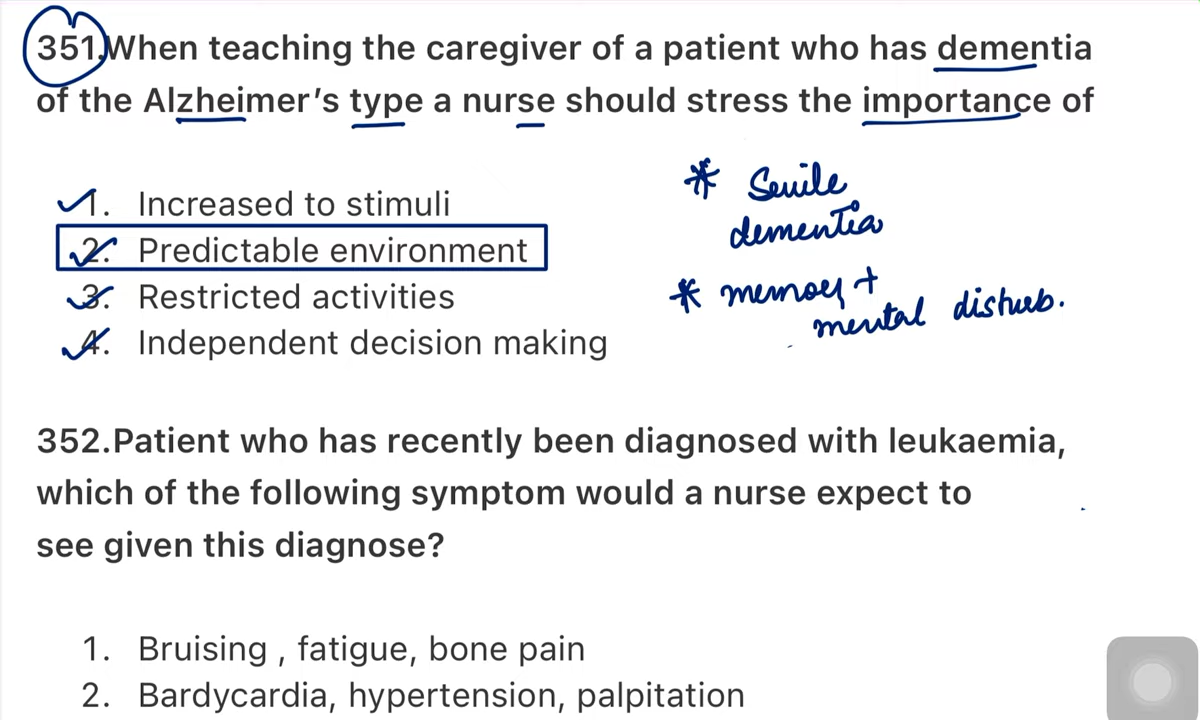 351.When teaching the caregiver of a patient who has dementia
of the Alzheimer's type a nurse should stress the importance of
1. Increased to stimuli
2. Predictable environment
3. Restricted activities
4. Independent decision making
* Senile
dementia
* memory +
mental disturb.
352.Patient who has recently been diagnosed with leukaemia,
which of the following symptom would a nurse expect to
see given this diagnose?
1. Bruising , fatigue, bone pain
2. Bardycardia, hypertension, palpitation